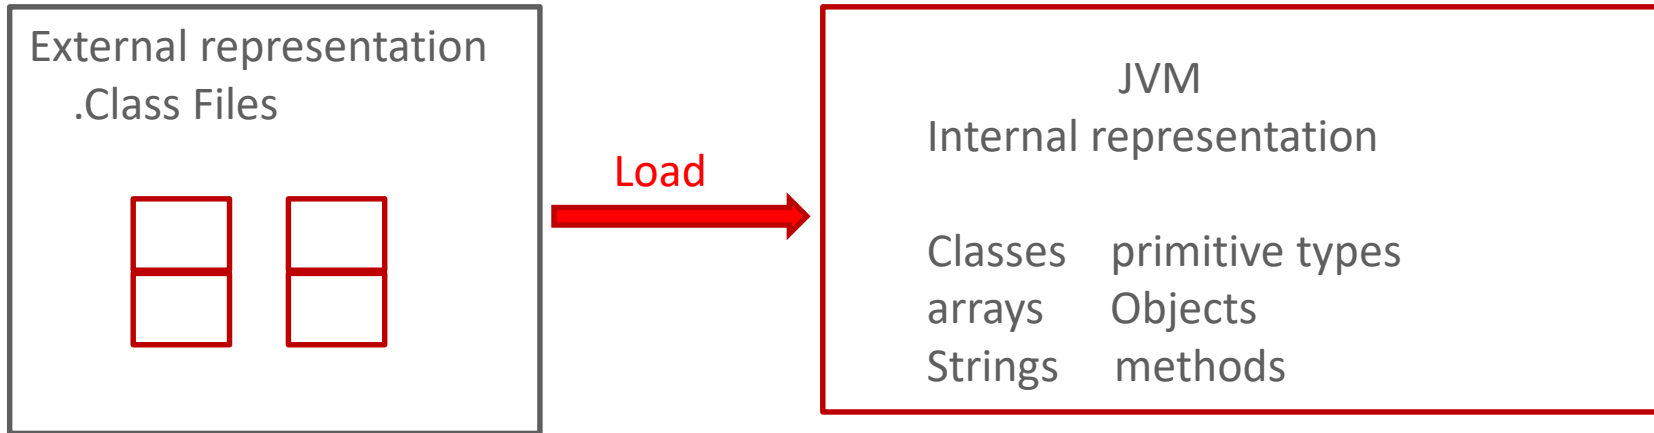 External representation
.Class Files
Load
JVM
Internal representation
Classes primitive types
arrays Objects
Strings methods